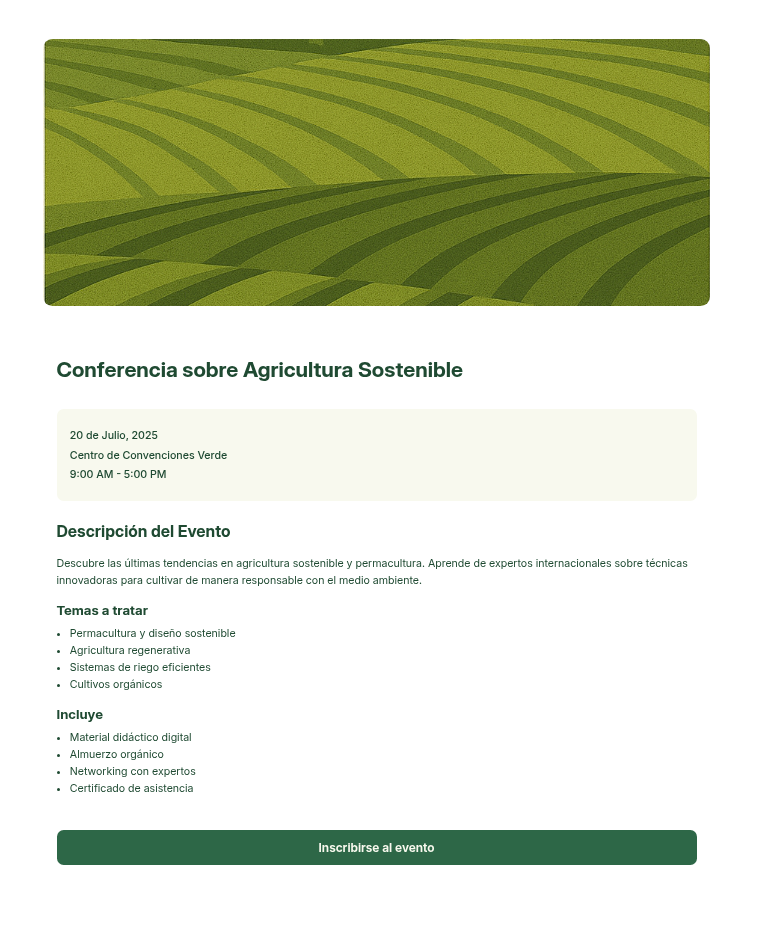 Conferencia sobre Agricultura Sostenible
20 de Julio, 2025
Centro de Convenciones Verde
9:00 AM - 5:00 PM
Descripción del Evento
Descubre las últimas tendencias en agricultura sostenible y permacultura. Aprende de expertos internacionales sobre técnicas
innovadoras para cultivar de manera responsable con el medio ambiente.
Temas a tratar
• Permacultura y diseño sostenible
• Agricultura regenerativa
• Sistemas de riego eficientes
• Cultivos orgánicos
Incluye
• Material didáctico digital
• Almuerzo orgánico
• Networking con expertos
• Certificado de asistencia
Inscribirse al evento